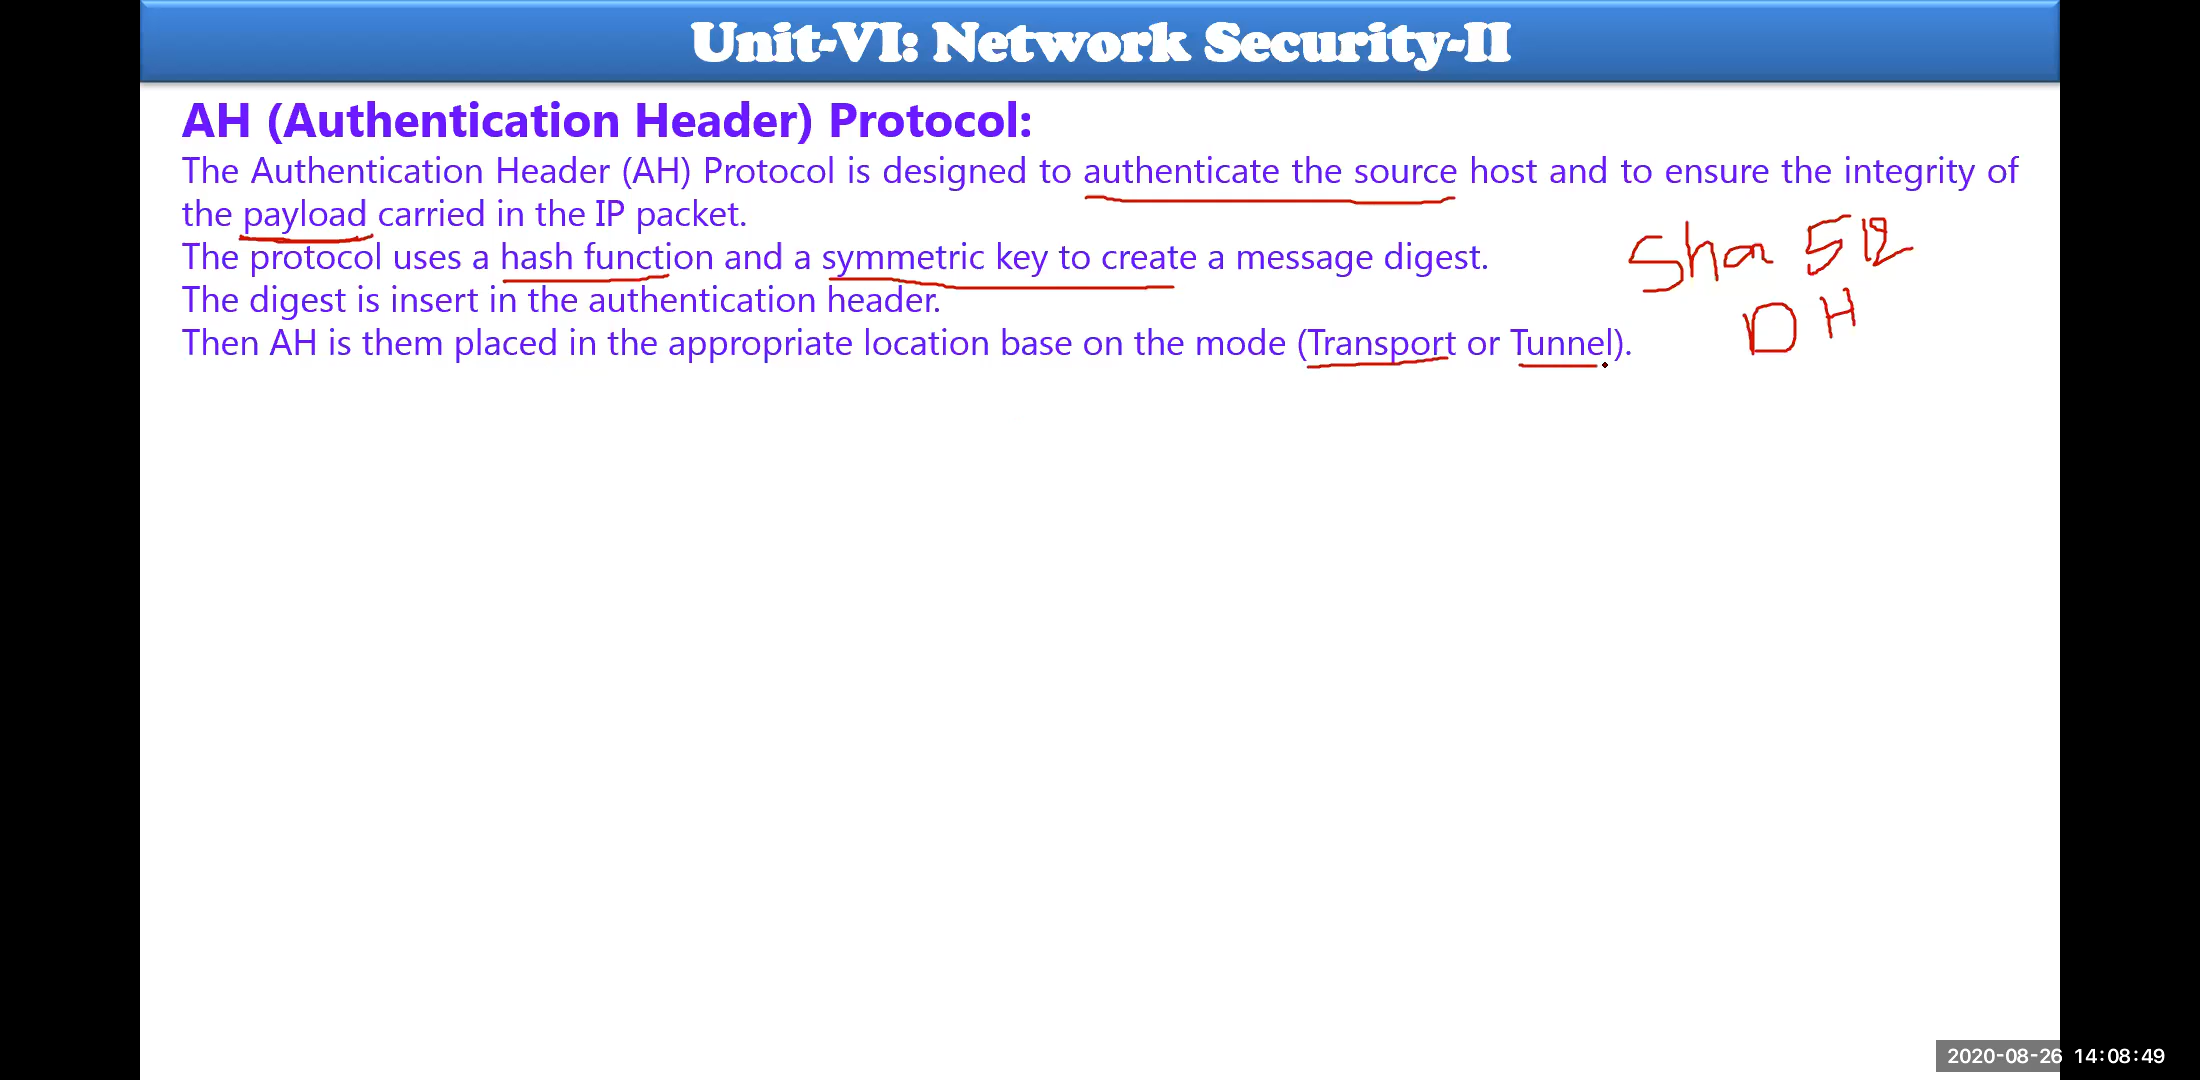 Unit-VI: Network Security-II
AH (Authentication Header) Protocol:
The Authentication Header (AH) Protocol is designed to authenticate the source host and to ensure the integrity of
the payload carried in the IP packet.
The protocol uses a hash function and a symmetric key to create a message digest.
Sha 512
The digest is insert in the authentication header.
DH
Then AH is them placed in the appropriate location base on the mode (Transport or Tunnel).
2020-08-26 14:08:49